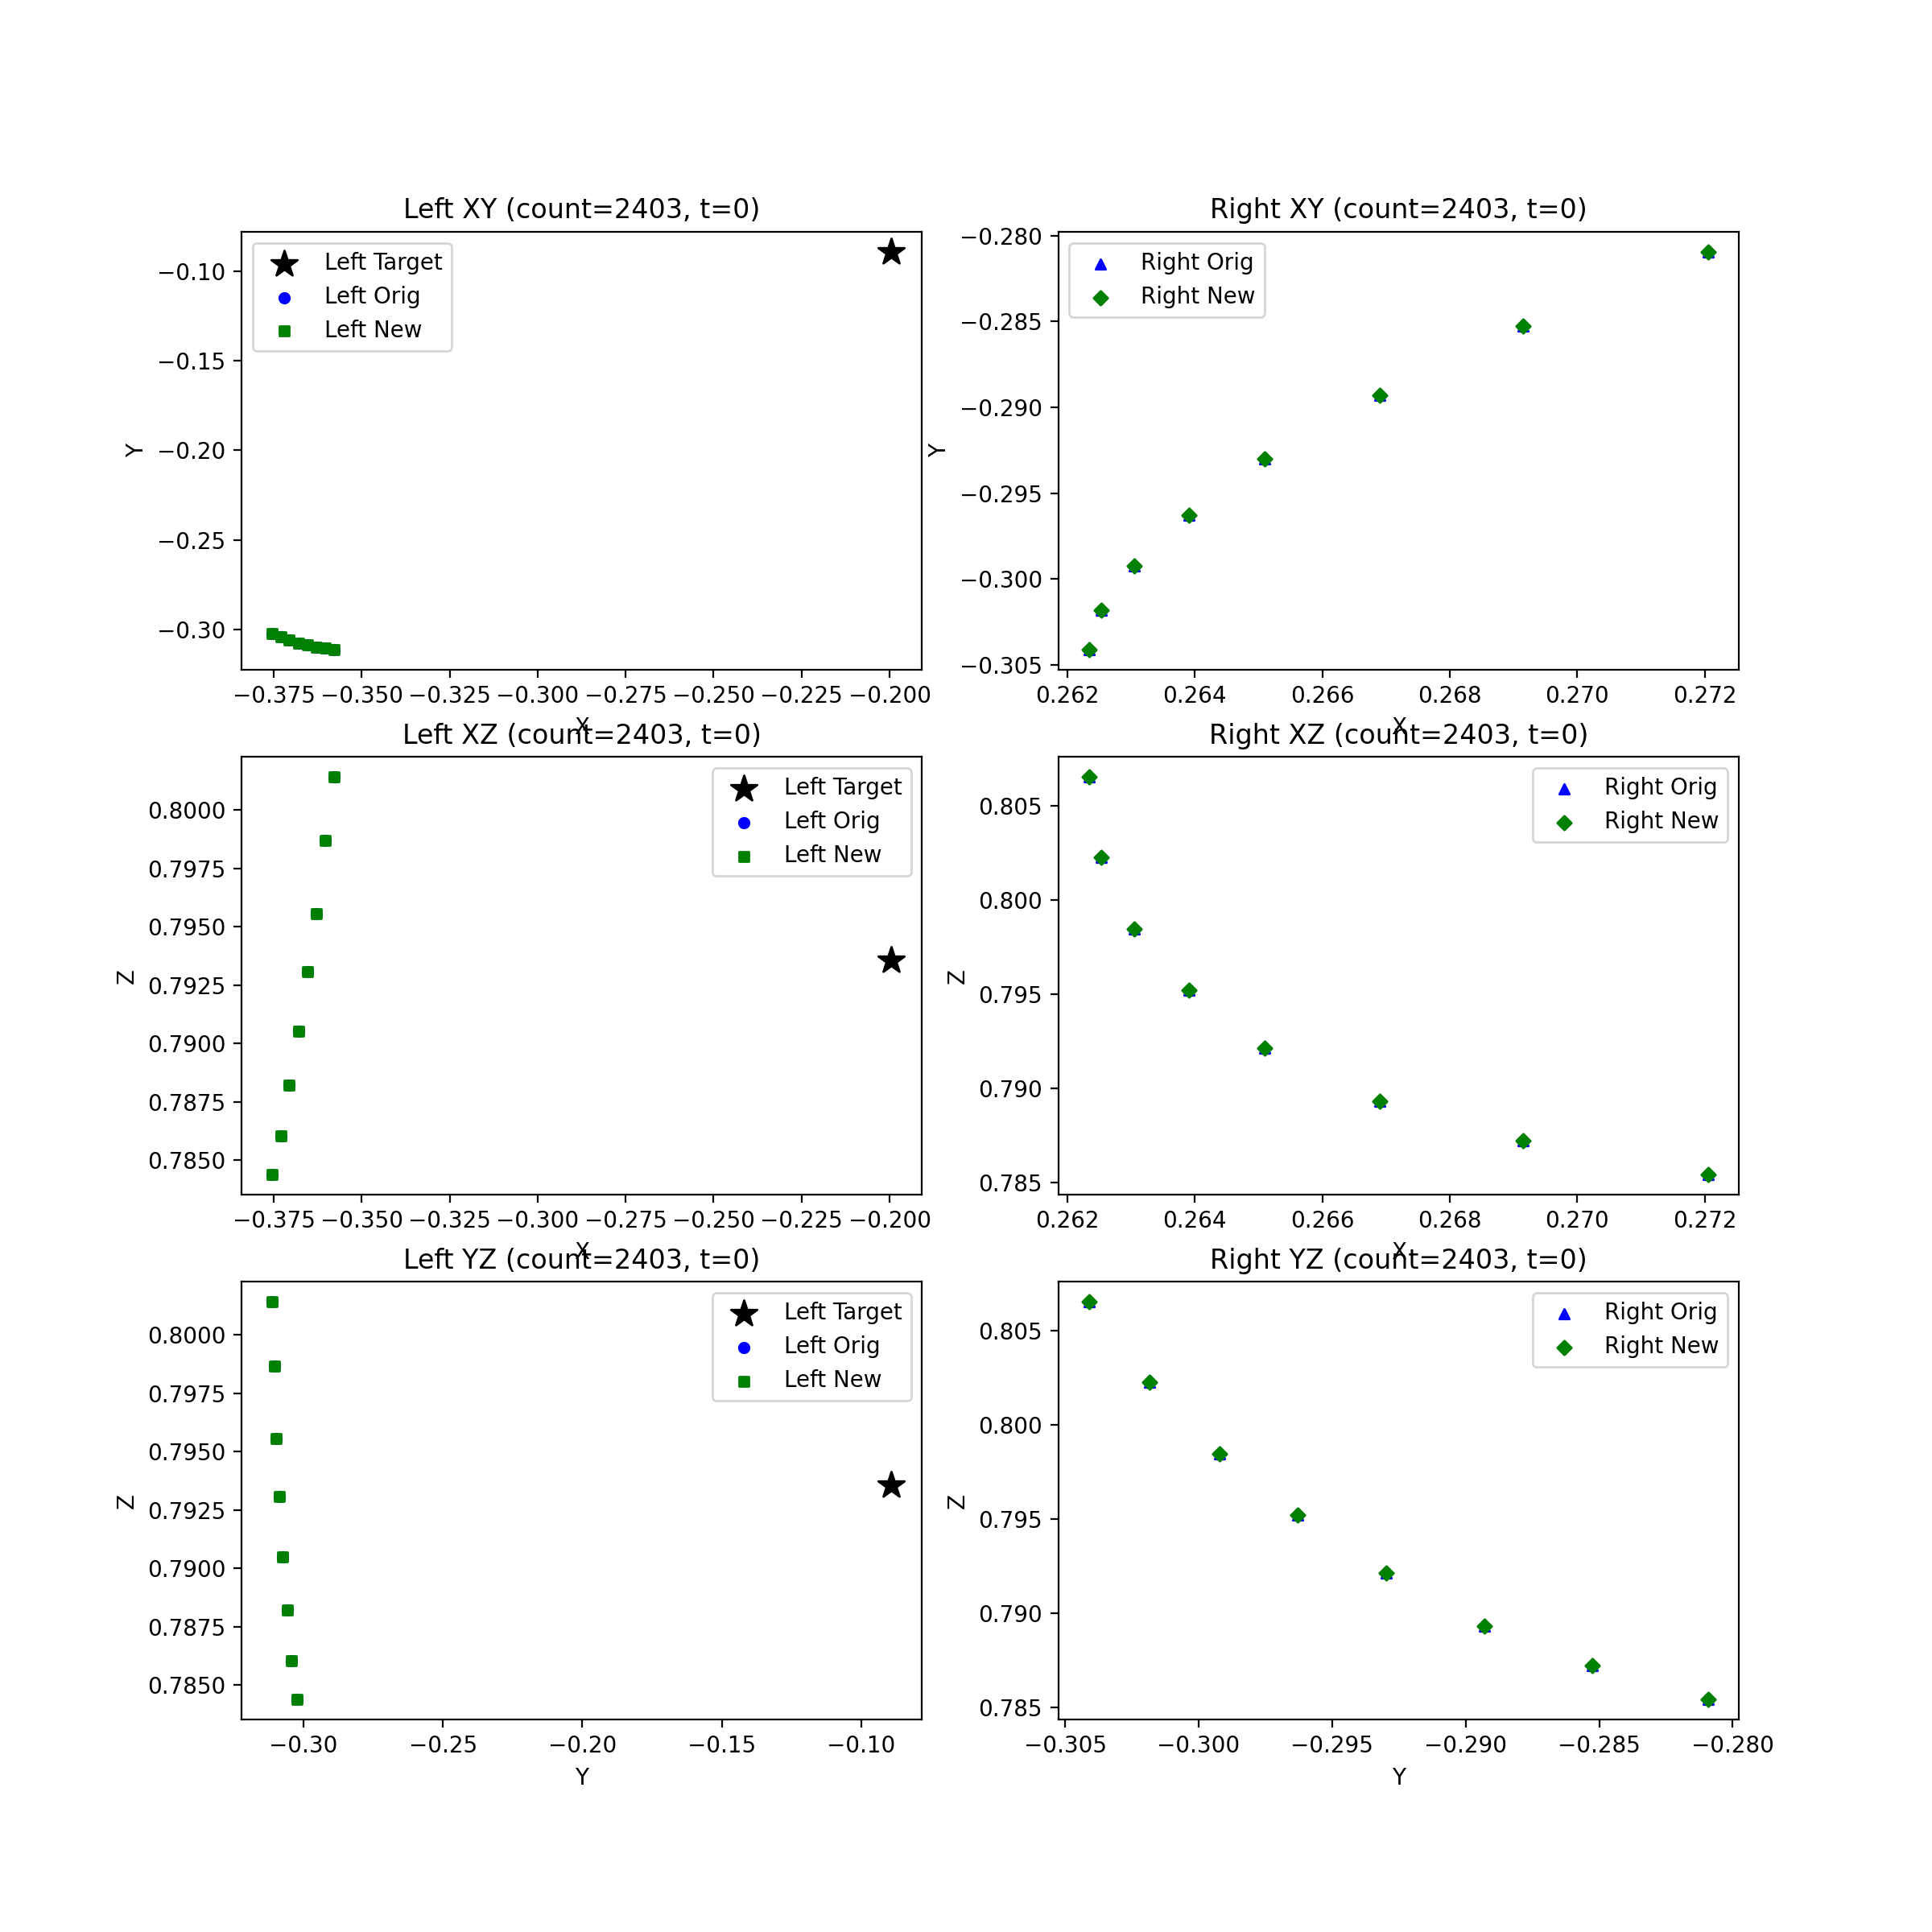 Left XY (count=2403, t=0)
Left Target
Left Orig
Left New
−0.10
−0.15
−0.20
−0.25
−0.30
Y
−0.375 −0.350 −0.325 −0.300 −0.275 −0.250 −0.225 −0.200
X
Right XY (count=2403, t=0)
Right Orig
Right New
−0.280
−0.285
−0.290
−0.295
−0.300
−0.305
Y
0.262 0.264 0.266 0.268 0.270 0.272
X
Left XZ (count=2403, t=0)
Left Target
Left Orig
Left New
0.8000
0.7975
0.7950
0.7925
0.7900
0.7875
0.7850
Z
−0.375 −0.350 −0.325 −0.300 −0.275 −0.250 −0.225 −0.200
X
Right XZ (count=2403, t=0)
Right Orig
Right New
0.805
0.800
0.795
0.790
0.785
Z
0.262 0.264 0.266 0.268 0.270 0.272
X
Left YZ (count=2403, t=0)
Left Target
Left Orig
Left New
0.8000
0.7975
0.7950
0.7925
0.7900
0.7875
0.7850
Z
−0.30 −0.25 −0.20 −0.15 −0.10
Y
Right YZ (count=2403, t=0)
Right Orig
Right New
0.805
0.800
0.795
0.790
0.785
Z
−0.305 −0.300 −0.295 −0.290 −0.285 −0.280
Y